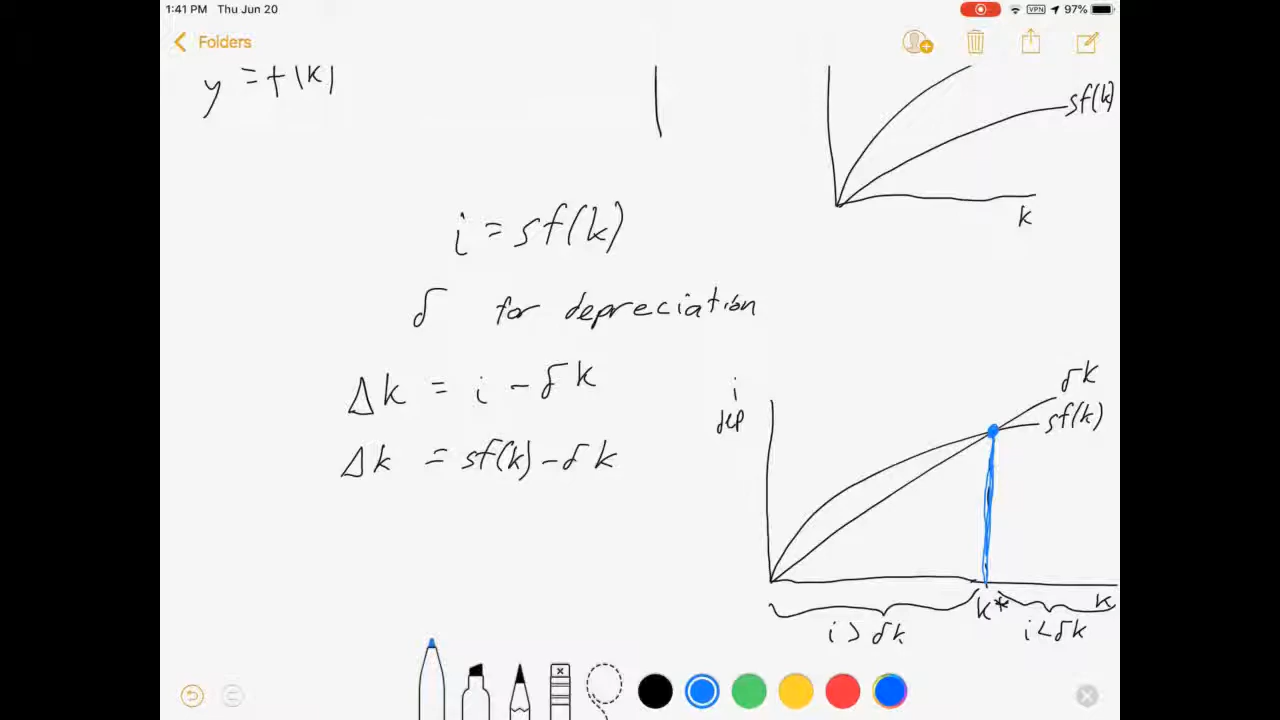 1:41 PM Thu Jun 20
VPN 97%
Folders
y = f(k)
sf(k)
k
i = sf(k)
δ for depreciation
Δk = i - δk
Δk = sf(k) - δk
i
dep
δk
sf(k)
k* k
i > δk i < δk